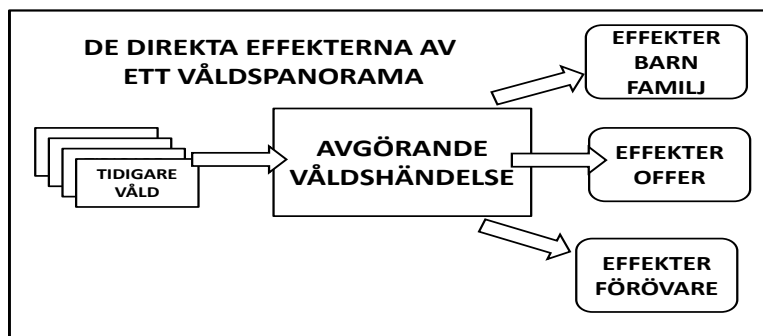 DE DIREKTA EFFEKTERNA AV
ETT VÅLDSPANORAMA
TIDIGARE
VÅLD
AVGÖRANDE
VÅLDSHÄNDELSE
EFFEKTER
BARN
FAMILJ
EFFEKTER
OFFER
EFFEKTER
FÖRÖVARE